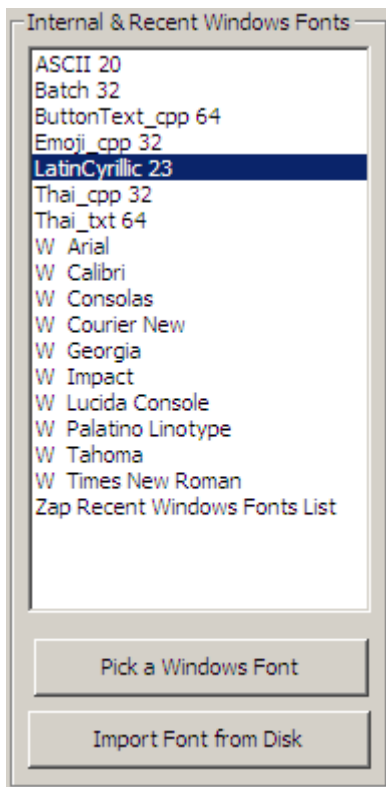 Internal & Recent Windows Fonts
ASCII 20
Batch 32
ButtonText_cpp 64
Emoji_cpp 32
LatinCyrillic 23
Thai_cpp 32
Thai_txt 64
W Arial
W Calibri
W Consolas
W Courier New
W Georgia
W Impact
W Lucida Console
W Palatino Linotype
W Tahoma
W Times New Roman
Zap Recent Windows Fonts List
Pick a Windows Font
Import Font from Disk